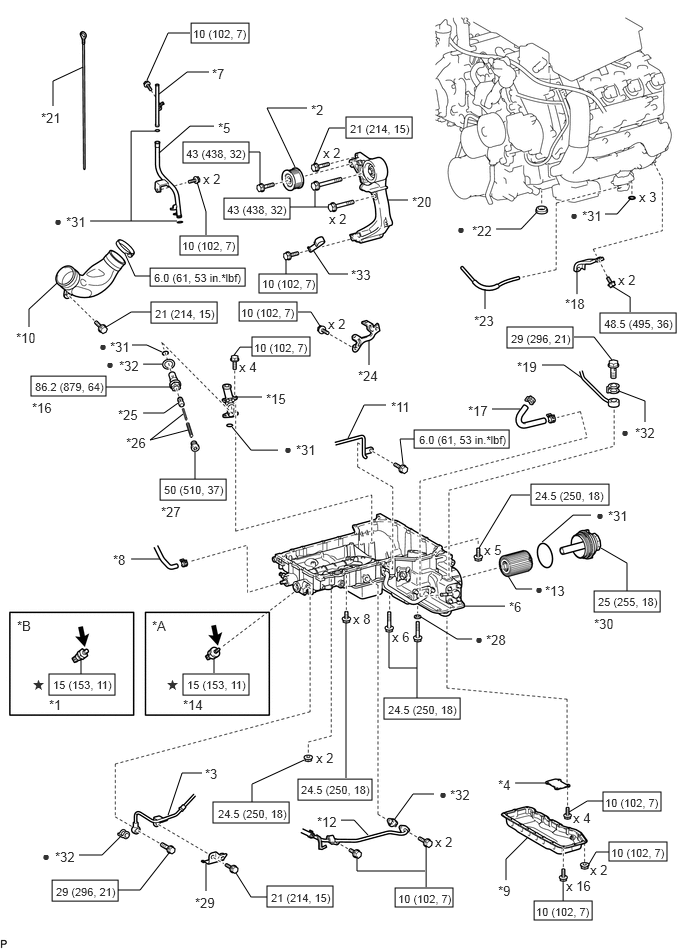 10 (102, 7)
*7
*21
*2
21 (214, 15)
*5
43 (438, 32)
x 2
x 2
43 (438, 32)
*20
x 2
● *31
● *22
● *31
x 3
10 (102, 7)
6.0 (61, 53 in.*lbf)
*33
10 (102, 7)
*18
x 2
*23
21 (214, 15)
10 (102, 7)
x 2
48.5 (495, 36)
*10
● *31
10 (102, 7)
29 (296, 21)
● *32
x 4
*24
*19
86.2 (879, 64)
*15
*11
*17
*16
*25
● *32
*26
● *31
6.0 (61, 53 in.*lbf)
50 (510, 37)
24.5 (250, 18)
*27
● *31
x 5
*8
● *13
25 (255, 18)
*6
*30
*B
*A
x 8
x 6
● *28
★ 15 (153, 11)
★ 15 (153, 11)
*1
*14
24.5 (250, 18)
x 2
*3
24.5 (250, 18)
*4
● *32
24.5 (250, 18)
10 (102, 7)
x 4
*12
x 2
● *32
10 (102, 7)
x 2
29 (296, 21)
*9
x 16
*29
21 (214, 15)
10 (102, 7)
10 (102, 7)
P